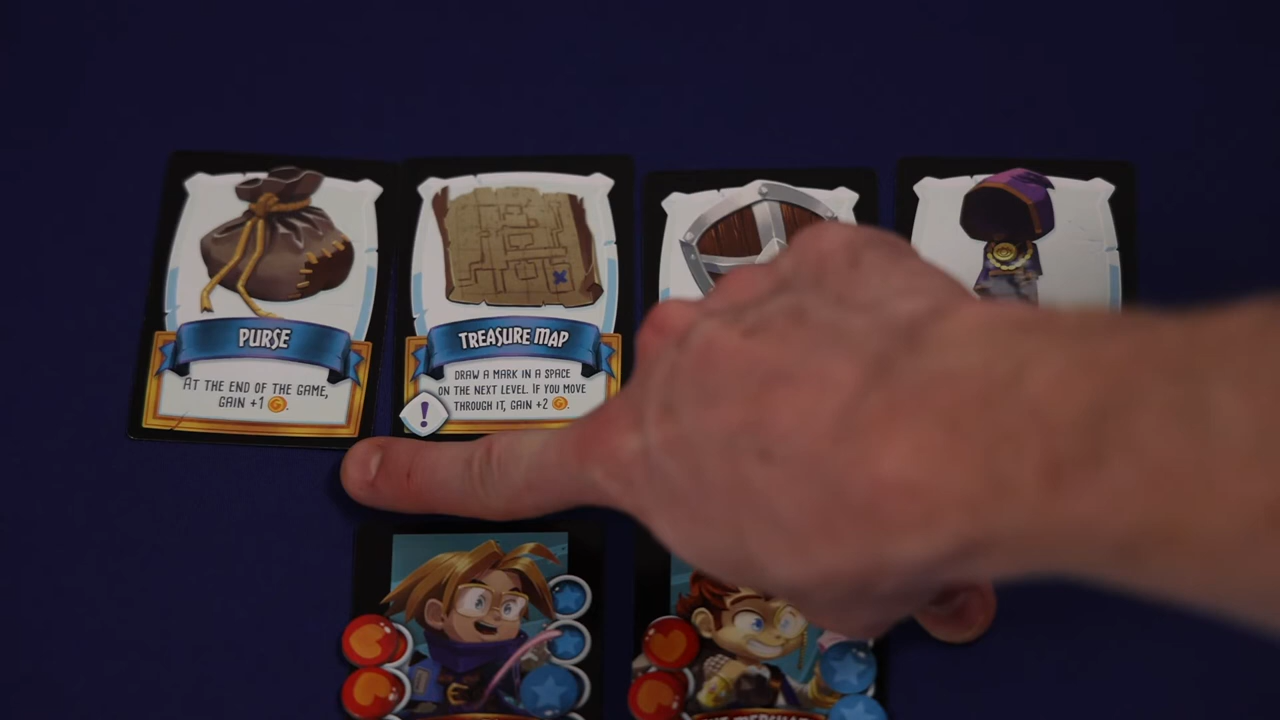 PURSE
AT THE END OF THE GAME,
GAIN +1 G.
TREASURE MAP
DRAW A MARK IN A SPACE
ON THE NEXT LEVEL. IF YOU MOVE
THROUGH IT, GAIN +2 G.
!